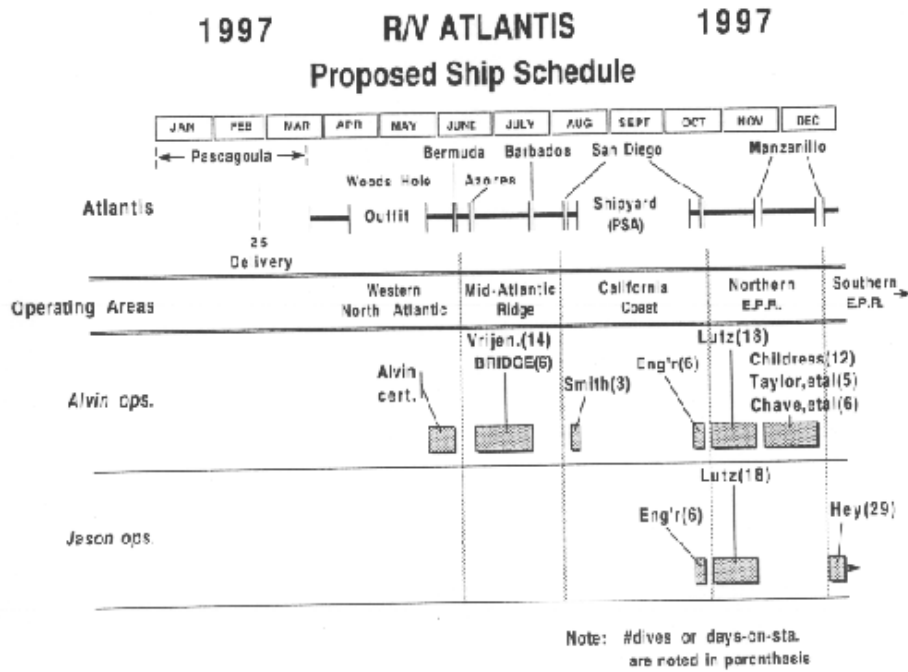 1997 R/V ATLANTIS 1997
Proposed Ship Schedule
JAN FEB MAR APR MAY JUNE JULY AUG SEPT OCT NOV DEC
Pascagoula Bermuda Barbados San Diego Manzanillo
Woods Hole Azores
Atlantis Outfit Shipyard
(PSA)
25
Delivery
Operating Areas Western Mid-Atlantic California Northern Southern
North Atlantic Ridge Coast E.P.R. E.P.R.
Vrijen.(14) Lutz(18)
Alvin BRIDGE(6) Eng'r(6) Childress(12)
Alvin ops. cert. Smith(3) Taylor,etal(5)
Chave,etal(6)
Lutz(18)
Jason ops. Eng'r(6) Hey(29)
Note: #dives or days-on-sta.
are noted in parenthesis